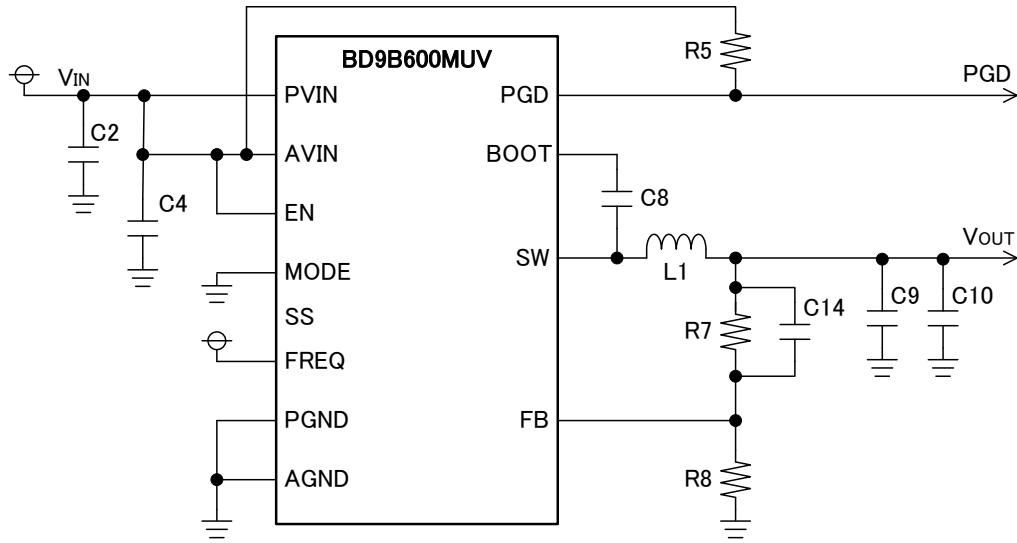 BD9B600MUV
R5
VIN
PGD
PVIN
PGD
C2
AVIN
BOOT
C4
C8
EN
VOUT
SW
MODE
L1
C14
C9
C10
SS
R7
FREQ
PGND
FB
AGND
R8